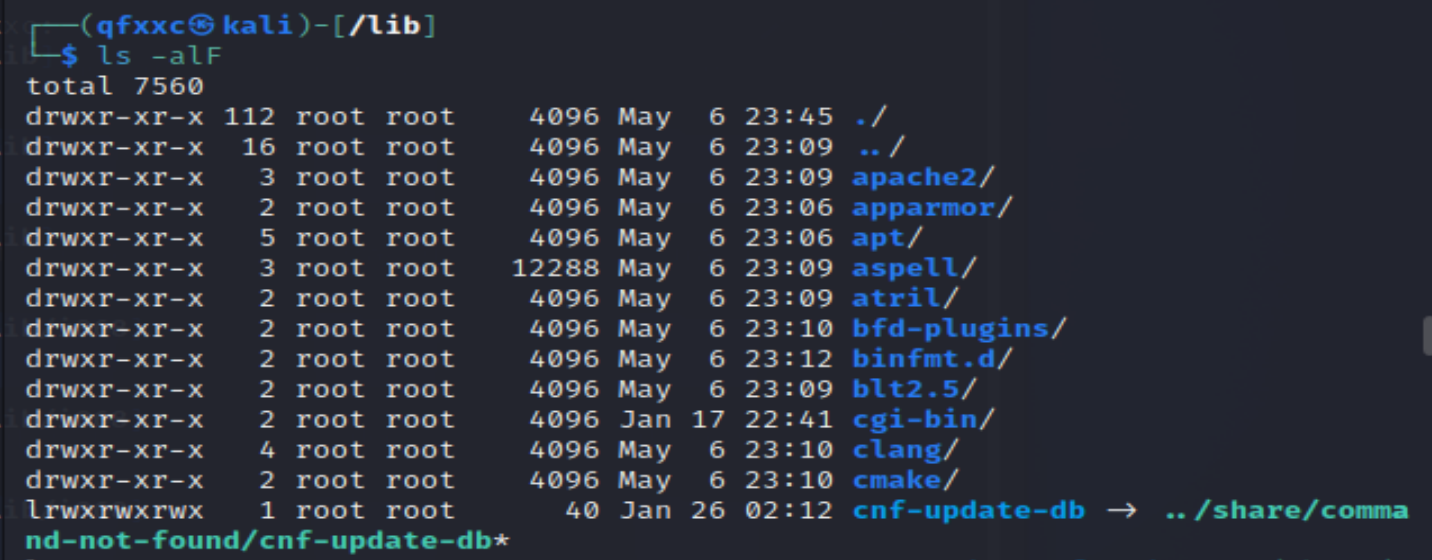 ┌──(qfxxc㉿kali)-[/lib]
└─$ ls -alF
total 7560
drwxr-xr-x 112 root root    4096 May  6 23:45 ./
drwxr-xr-x  16 root root    4096 May  6 23:09 ../
drwxr-xr-x   3 root root    4096 May  6 23:09 apache2/
drwxr-xr-x   2 root root    4096 May  6 23:06 apparmor/
drwxr-xr-x   5 root root    4096 May  6 23:06 apt/
drwxr-xr-x   3 root root   12288 May  6 23:09 aspell/
drwxr-xr-x   2 root root    4096 May  6 23:09 atril/
drwxr-xr-x   2 root root    4096 May  6 23:10 bfd-plugins/
drwxr-xr-x   2 root root    4096 May  6 23:12 binfmt.d/
drwxr-xr-x   2 root root    4096 May  6 23:09 blt2.5/
drwxr-xr-x   2 root root    4096 Jan 17 22:41 cgi-bin/
drwxr-xr-x   4 root root    4096 May  6 23:10 clang/
drwxr-xr-x   2 root root    4096 May  6 23:10 cmake/
lrwxrwxrwx   1 root root      40 Jan 26 02:12 cnf-update-db → ../share/comma
nd-not-found/cnf-update-db*